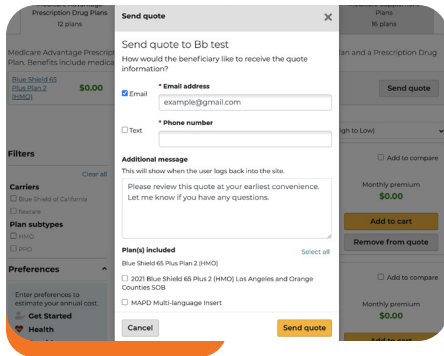 Prescription Drug Plans
12 plans
Plans
16 plans
Medicare Advantage Prescrip
Plan. Benefits include medica
lan and a Prescription Drug
Blue Shield 65
Plus Plan 2
(HMO)
$0.00
Send quote
igh to Low)
Filters
Clear all
Carriers
Blue Shield of California
Plan subtypes
HMO
PPO
Preferences
Enter preferences to
estimate your annual cost.
Get Started
Health
Send quote
Send quote to Bb test
How would the beneficiary like to receive the quote
information?
Email
* Email address
example@gmail.com
Text
* Phone number
Additional message
This will show when the user logs back into the site.
Please review this quote at your earliest convenience.
Let me know if you have any questions.
Plan(s) included
Select all
Blue Shield 65 Plus Plan 2 (HMO)
2021 Blue Shield 65 Plus 2 (HMO) Los Angeles and Orange
Counties SOB
MAPD Multi-language Insert
Cancel
Send quote
Add to compare
Monthly premium
$0.00
Add to cart
Remove from quote
Add to compare
Monthly premium
$0.00
Add to cart